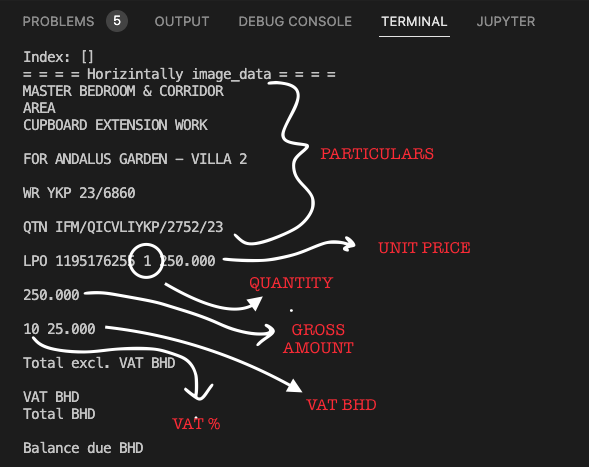 PROBLEMS 5 OUTPUT DEBUG CONSOLE TERMINAL JUPYTER
Index: []
= = = = Horizintally image_data = = = =
MASTER BEDROOM & CORRIDOR
AREA
CUPBOARD EXTENSION WORK
PARTICULARS
FOR ANDALUS GARDEN – VILLA 2
WR YKP 23/6860
QTN IFM/QICVLIYKP/2752/23
UNIT PRICE
LPO 1195176255 1 250.000
QUANTITY
250.000
GROSS
AMOUNT
10 25.000
Total excl. VAT BHD
VAT BHD
VAT BHD
Total BHD
VAT %
Balance due BHD